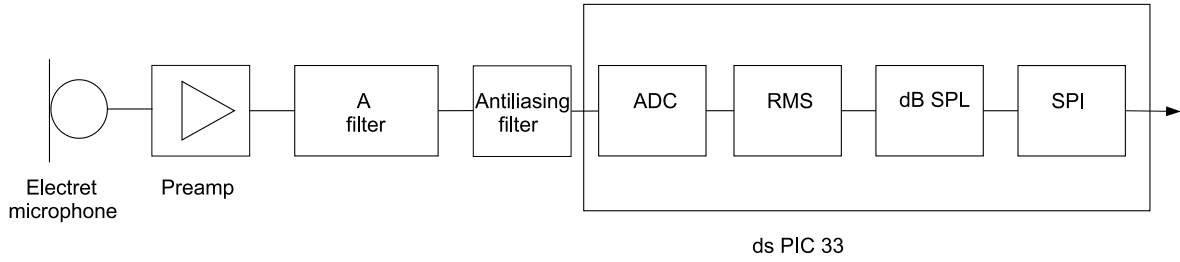 Electret
microphone
Preamp
A
filter
Antiliasing
filter
ADC
RMS
dB SPL
SPI
ds PIC 33